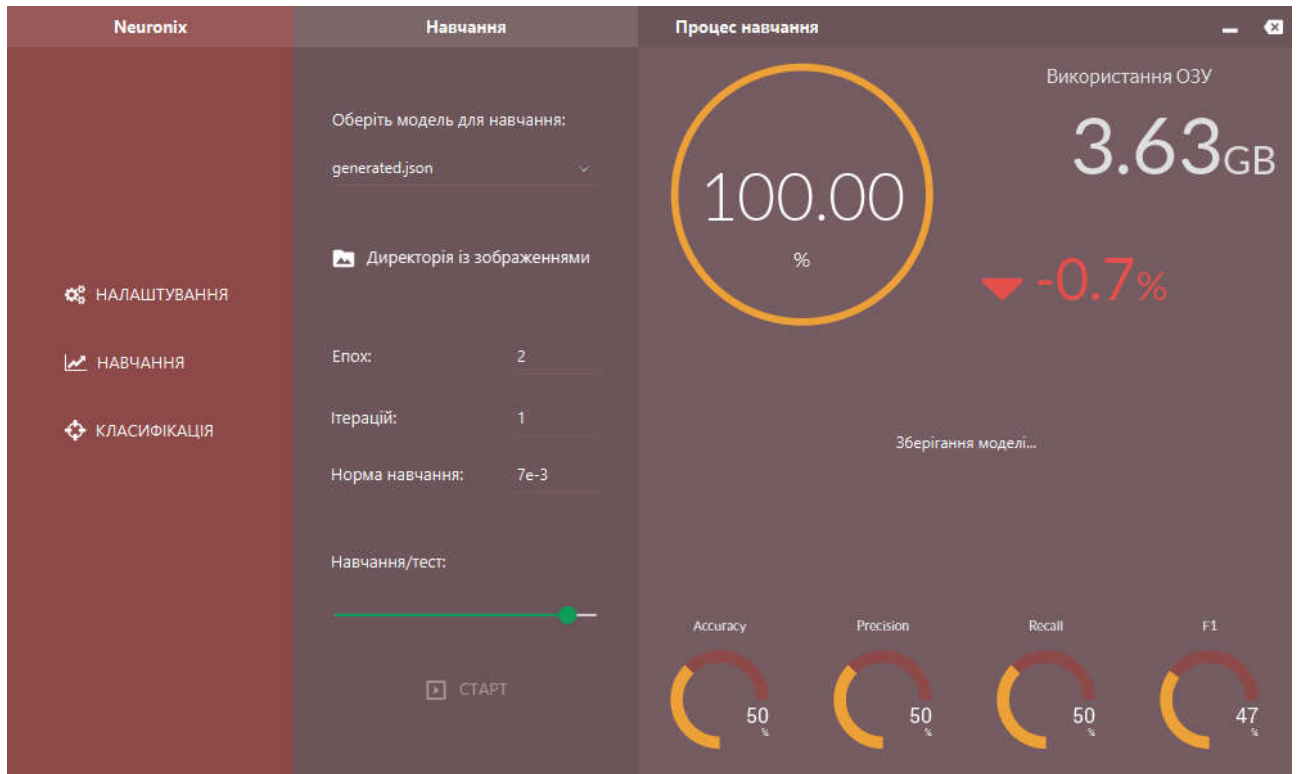 Neuronix
НАЛАШТУВАННЯ
НАВЧАННЯ
КЛАСИФІКАЦІЯ
Навчання
Оберіть модель для навчання:
generated.json
Директорія із зображеннями
Епох: 2
Ітерацій: 1
Норма навчання: 7e-3
Навчання/тест:
СТАРТ
Процес навчання
100.00
%
Використання ОЗУ
3.63GB
-0.7%
Зберігання моделі...
Accuracy Precision Recall F1
50 50 50 47
% % % %